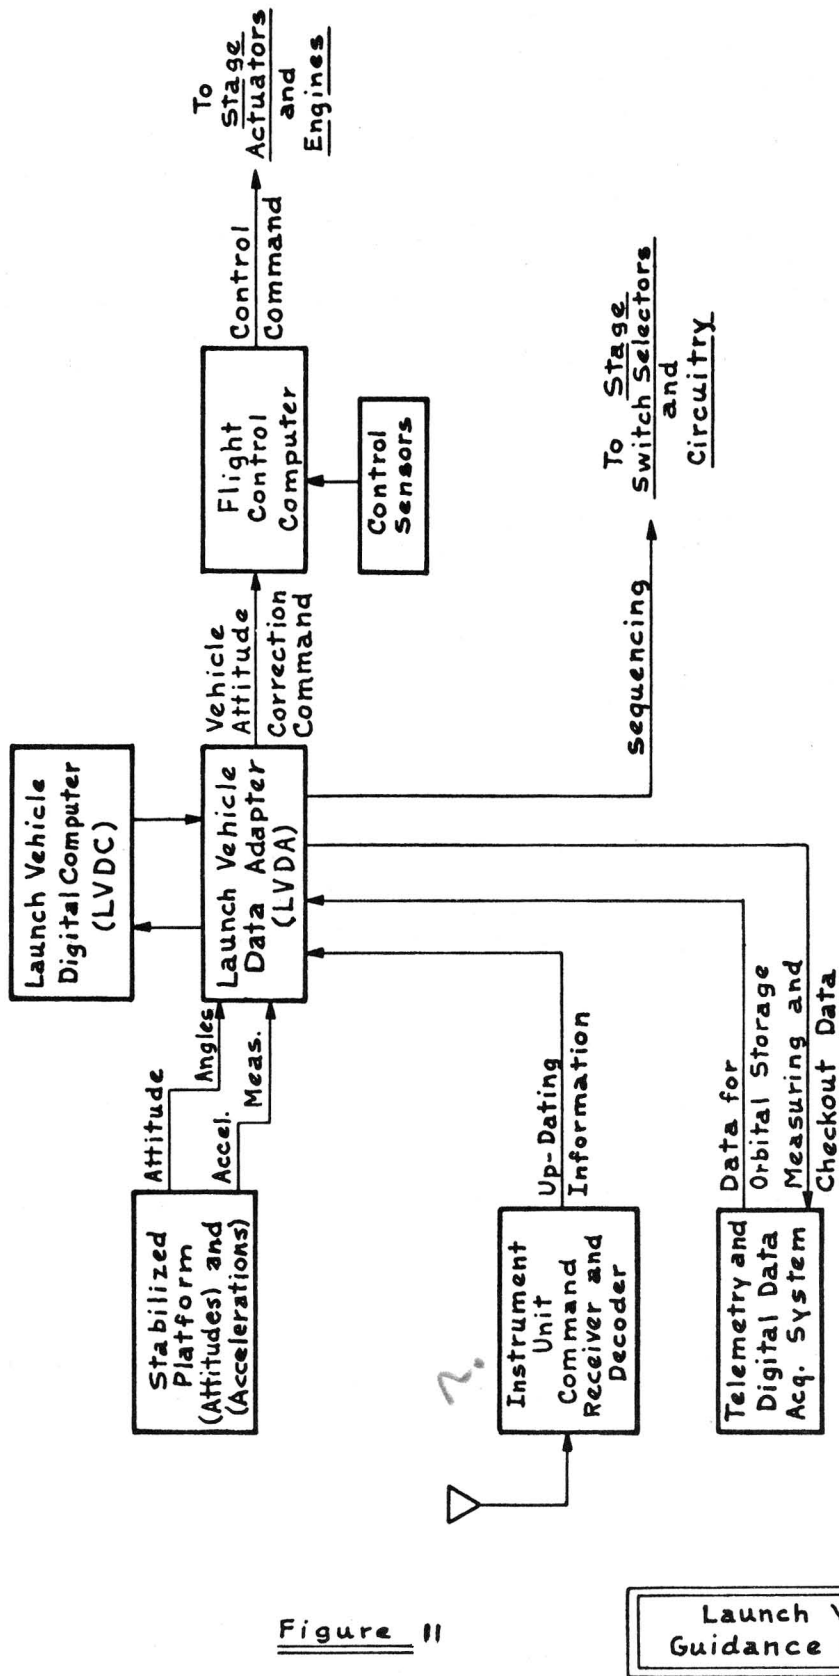 Launch Vehicle
Digital Computer
(LVDC)
Stabilized
Platform
(Attitudes) and
(Accelerations)
Attitude
Angles
Accel.
Meas.
Launch Vehicle
Data Adapter
(LVDA)
Vehicle
Attitude
Correction
Command
Flight
Control
Computer
Control
Sensors
Control
Command
To
Stage
Actuators
and
Engines
Instrument
Unit
Command
Receiver and
Decoder
Up-Dating
Information
Sequencing
To Stage
Switch Selectors
and
Circuitry
Telemetry and
Digital Data
Acq. System
Data for
Orbital Storage
Measuring and
Checkout Data
Figure 11
Launch
Guidance